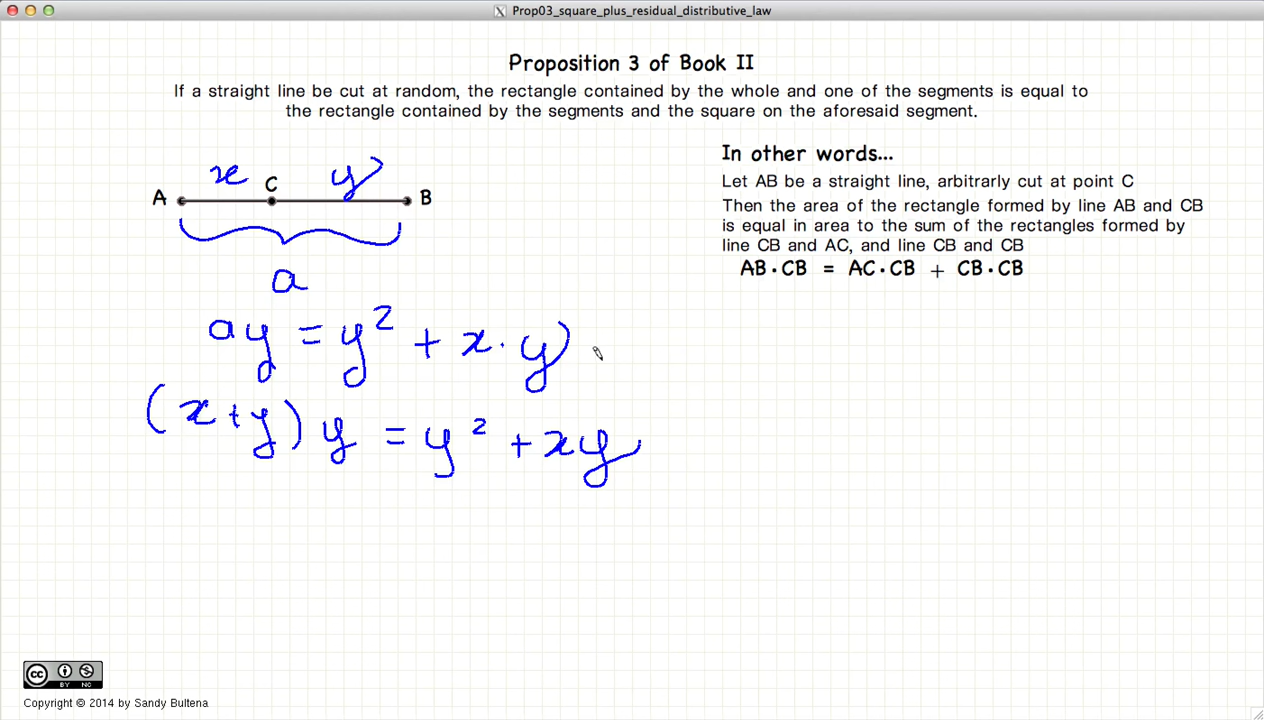 Prop03_square_plus_residual_distributive_law
Proposition 3 of Book II
If a straight line be cut at random, the rectangle contained by the whole and one of the segments is equal to
the rectangle contained by the segments and the square on the aforesaid segment.
x y
A C B
a
ay = y² + x · y
(x + y) y = y² + xy
In other words...
Let AB be a straight line, arbitrarly cut at point C
Then the area of the rectangle formed by line AB and CB
is equal in area to the sum of the rectangles formed by
line CB and AC, and line CB and CB
AB · CB = AC · CB + CB · CB
cc BY NC
Copyright © 2014 by Sandy Bultena